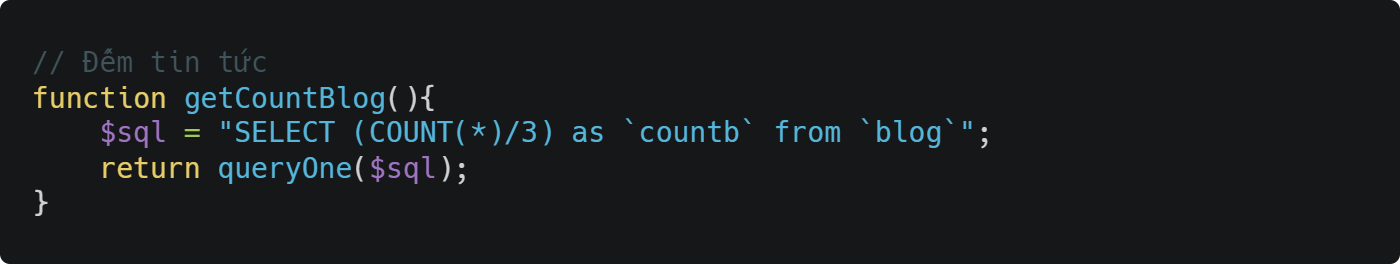 // Đếm tin tức
function getCountBlog(){
    $sql = "SELECT (COUNT(*)/3) as `countb` from `blog`";
    return queryOne($sql);
}